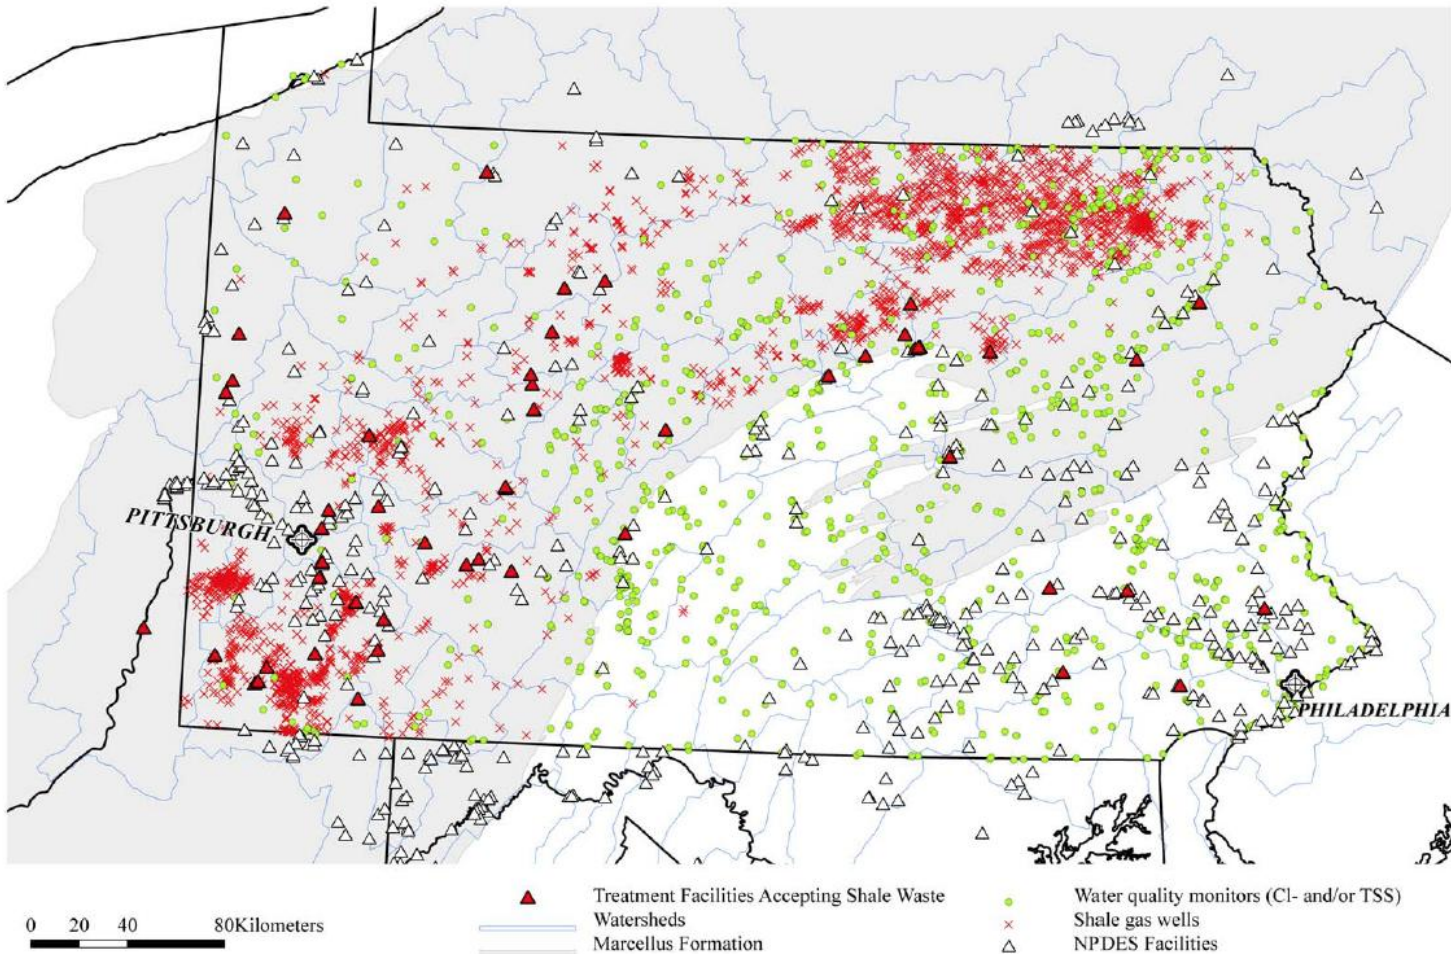 PITTSBURGH
PHILADELPHIA
0 20 40 80Kilometers
Treatment Facilities Accepting Shale Waste
Watersheds
Marcellus Formation
Water quality monitors (Cl- and/or TSS)
Shale gas wells
NPDES Facilities